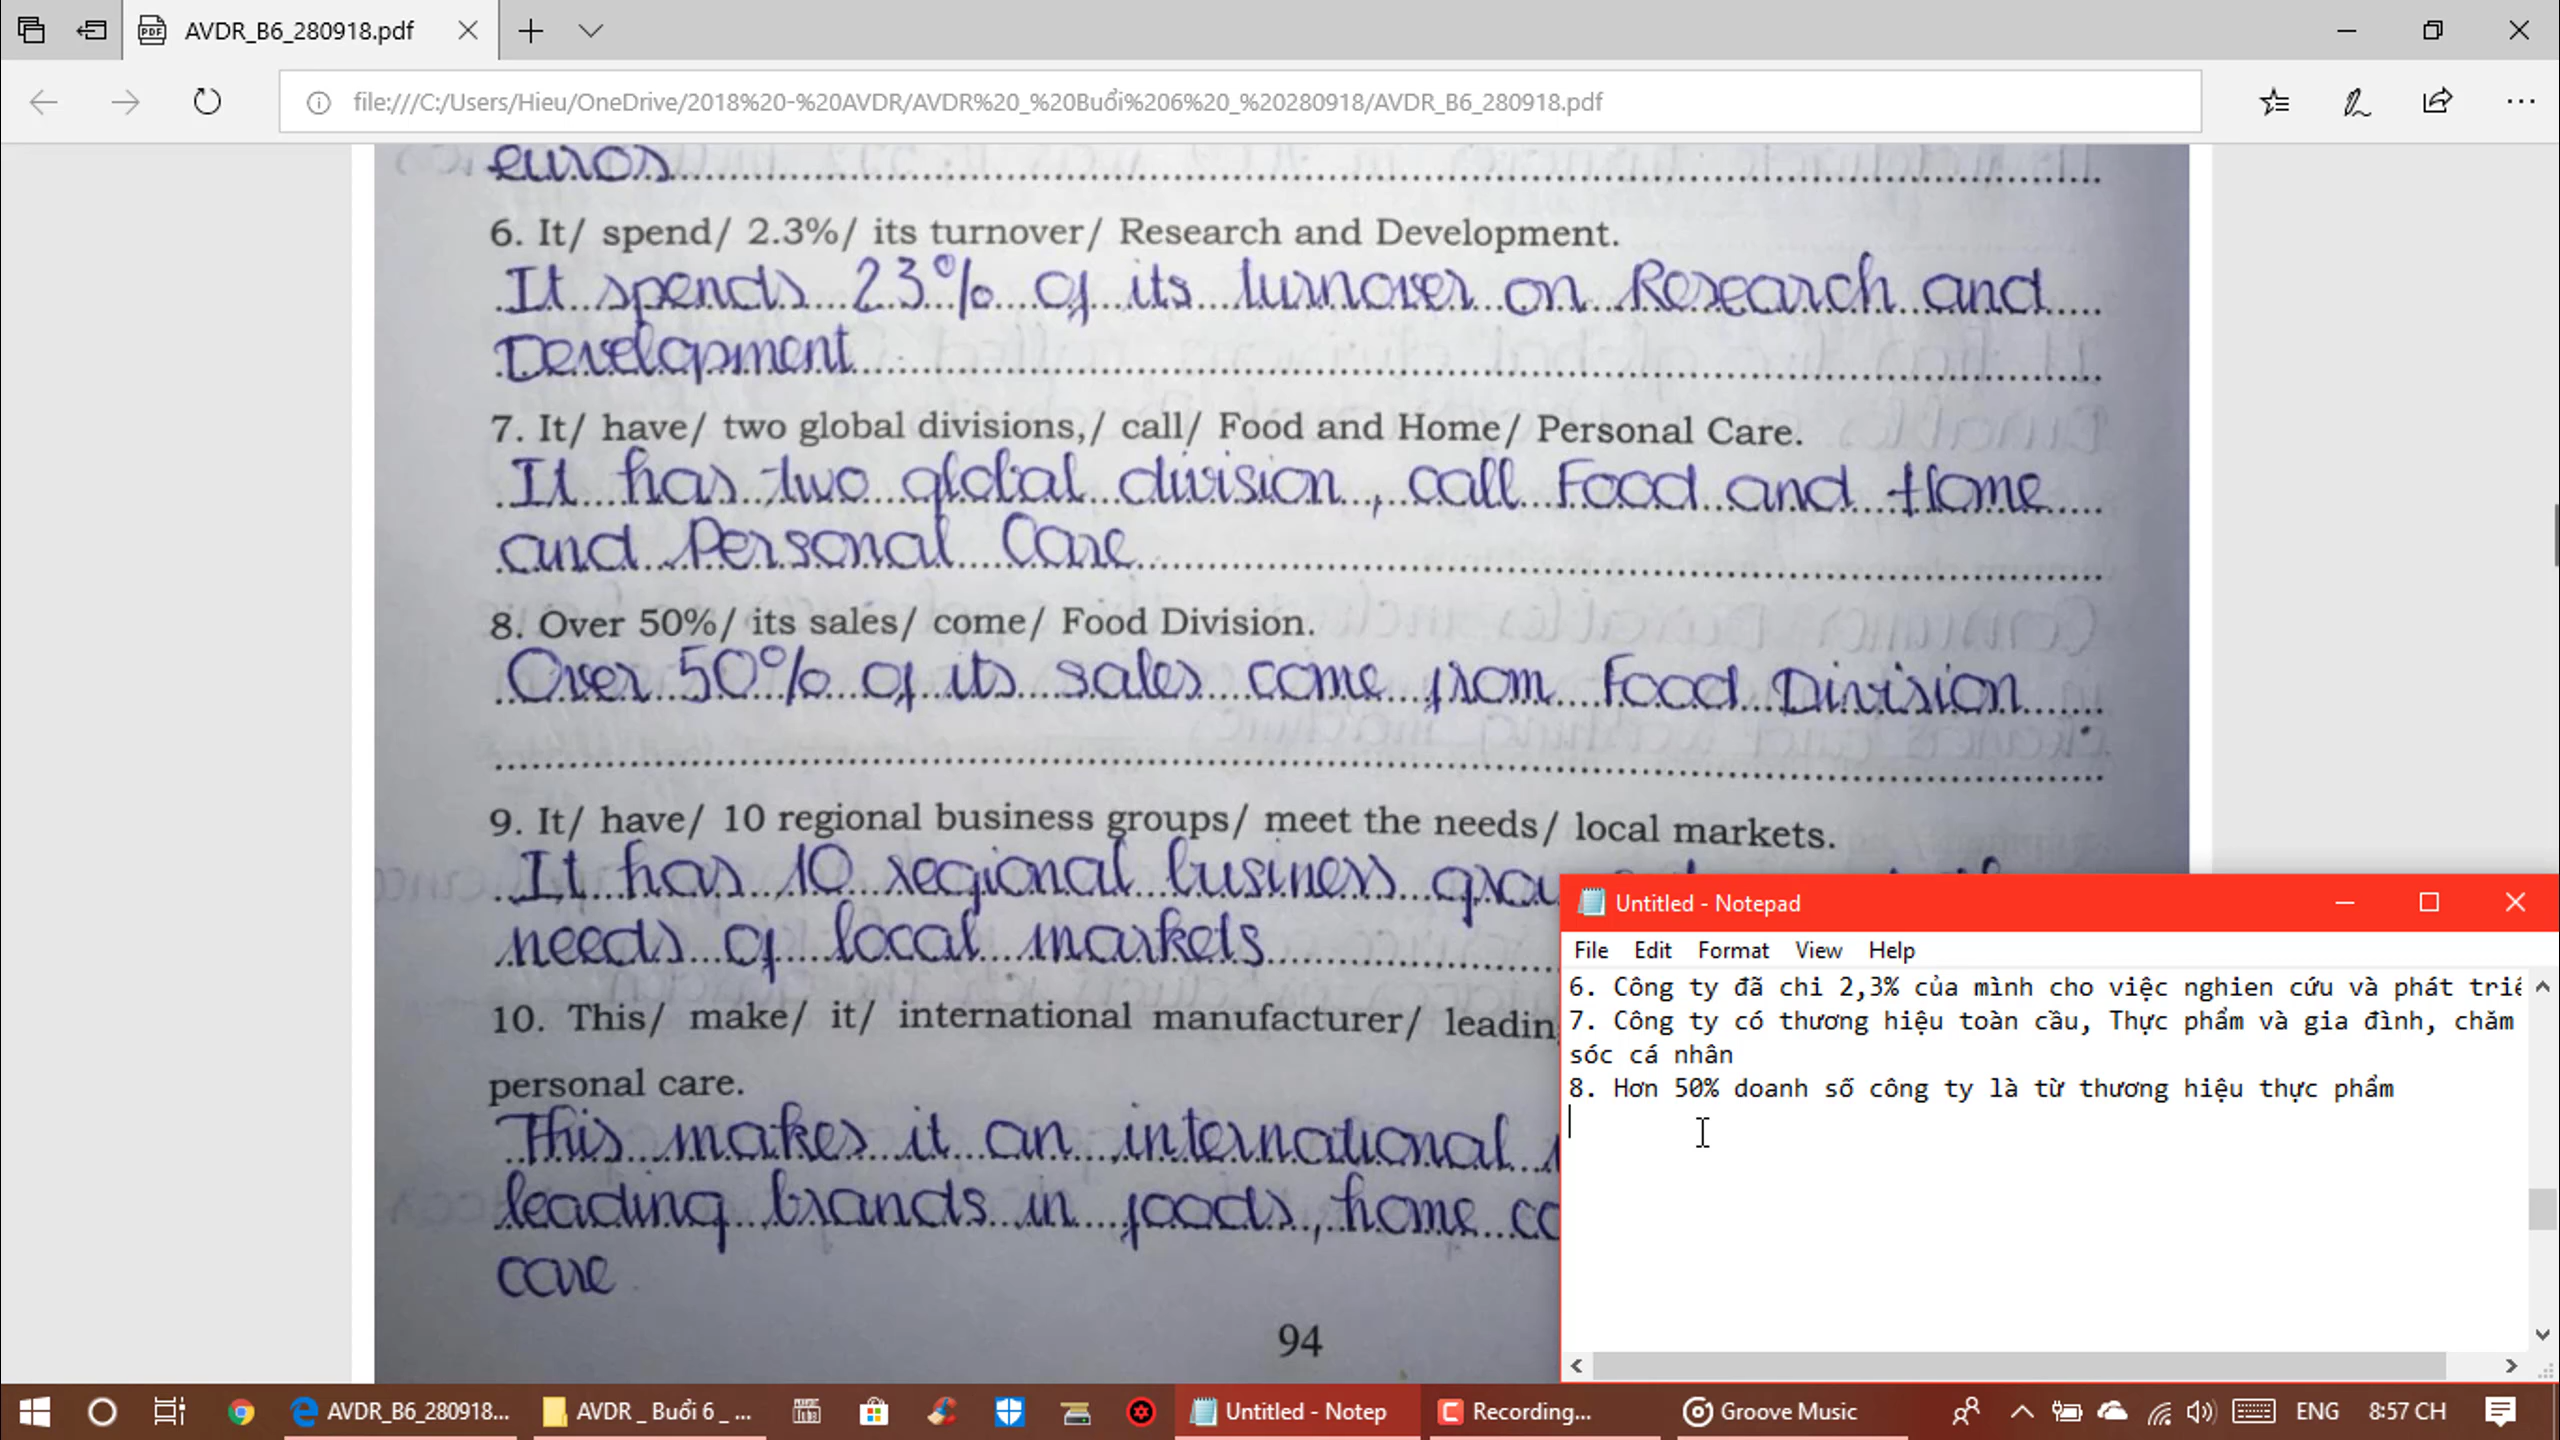 AVDR_B6_280918.pdf
file:///C:/Users/Hieu/OneDrive/2018%20-%20AVDR/AVDR%20_%20Buổi%206%20_%20280918/AVDR_B6_280918.pdf
euros
6. It/ spend/ 2.3%/ its turnover/ Research and Development.
It spends 23% of its turnover on Research and
Development
7. It/ have/ two global divisions,/ call/ Food and Home/ Personal Care.
It has two global division, call Food and Home
and Personal Care
8. Over 50%/ its sales/ come/ Food Division.
Over 50% of its sales come from Food Division
9. It/ have/ 10 regional business groups/ meet the needs/ local markets.
It has 10 regional business grou
needs of local markets
10. This/ make/ it/ international manufacturer/ leadin
personal care.
This makes it an international
leading brands in foods, home ca
care
94
Untitled - Notepad
File Edit Format View Help
6. Công ty đã chi 2,3% của mình cho việc nghien cứu và phát triể
7. Công ty có thương hiệu toàn cầu, Thực phẩm và gia đình, chăm
sóc cá nhân
8. Hơn 50% doanh số công ty là từ thương hiệu thực phẩm
AVDR_B6_280918... AVDR _ Buổi 6 _ ... Untitled - Notep Recording... Groove Music ENG 8:57 CH